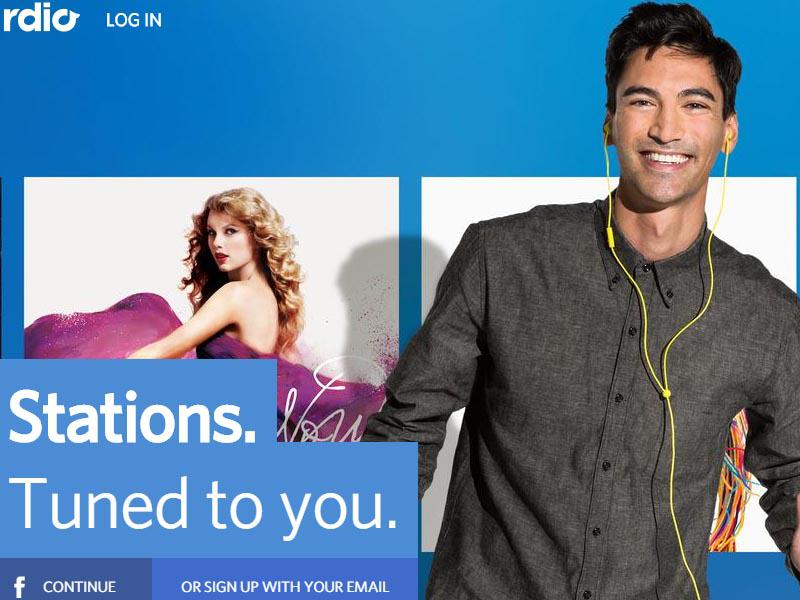 rdio
LOG IN
Stations.
Tuned to you.
f CONTINUE
OR SIGN UP WITH YOUR EMAIL